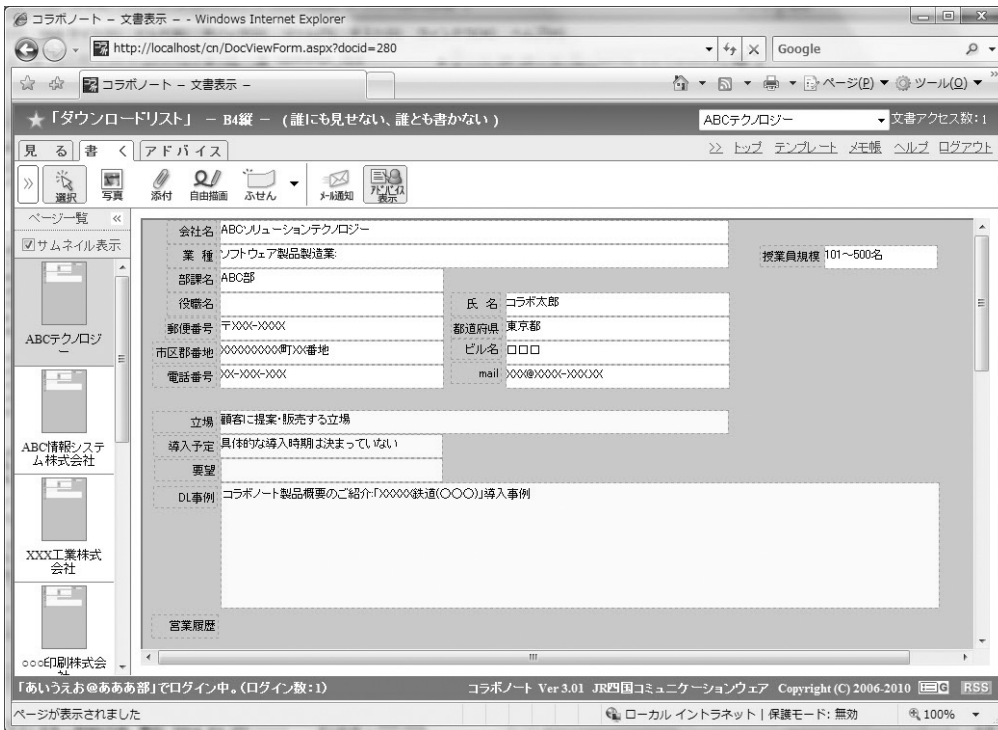 コラボノート － 文書表示 － - Windows Internet Explorer
http://localhost/cn/DocViewForm.aspx?docid=280
Google
コラボノート － 文書表示 －
ページ(P) ツール(O) »
★「ダウンロードリスト」 － B4縦 － （誰にも見せない、誰とも書かない）
ABCテクノロジー 文書アクセス数：1
見る 書く アドバイス
>> トップ テンプレート メモ帳 ヘルプ ログアウト
» 選択 写真 添付 自由描画 ふせん メール通知 アドバイス表示
ページ一覧 «
サムネイル表示
ABCテクノロジ
ー
ABC情報システ
ム株式会社
XXX工業株式
会社
○○○印刷株式会
社
会社名 ABCソリューションテクノロジー
業 種 ソフトウェア製品製造業:
授業員規模 101～500名
部課名 ABC部
役職名
氏 名 コラボ太郎
郵便番号 〒XXX-XXXX
都道府県 東京都
市区郡番地 XXXXXXXXX町XX番地
ビル名 □□□
電話番号 XX-XXX-XXX
mail XXX@XXXX-XXX.XX
立場 顧客に提案・販売する立場
導入予定 具体的な導入時期は決まっていない
要望
DL事例 コラボノート製品概要のご紹介:「XXXXX鉄道(〇〇〇)」導入事例
営業履歴
「あいうえお@あああ部」でログイン中。（ログイン数：1）
コラボノート Ver 3.01 JR四国コミュニケーションウェア Copyright (C) 2006-2010
RSS
ページが表示されました
ローカル イントラネット | 保護モード: 無効
100%